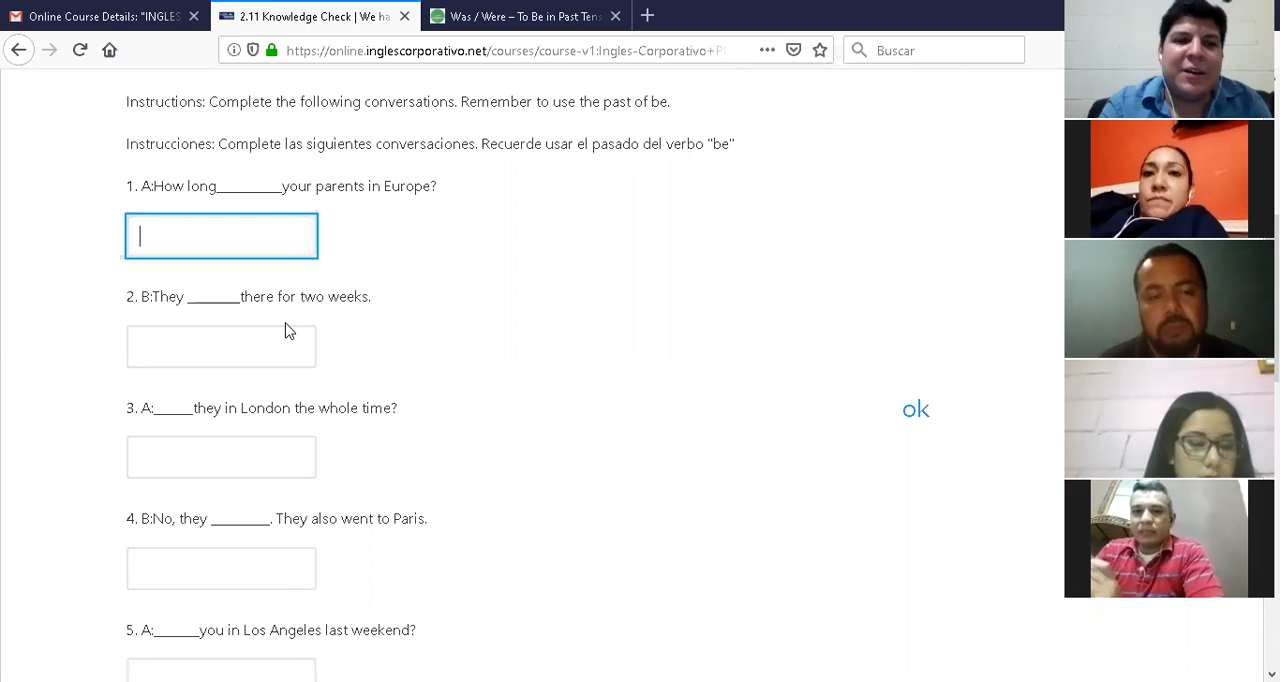 Online Course Details: "INGLES
2.11 Knowledge Check | We ha
Was / Were – To Be in Past Tens
https://online.inglescorporativo.net/courses/course-v1:Ingles-Corporativo+P
Buscar
Instructions: Complete the following conversations. Remember to use the past of be.
Instrucciones: Complete las siguientes conversaciones. Recuerde usar el pasado del verbo "be"
1. A:How long_________your parents in Europe?
2. B:They _______there for two weeks.
3. A:_____they in London the whole time?
ok
4. B:No, they ________. They also went to Paris.
5. A:______you in Los Angeles last weekend?